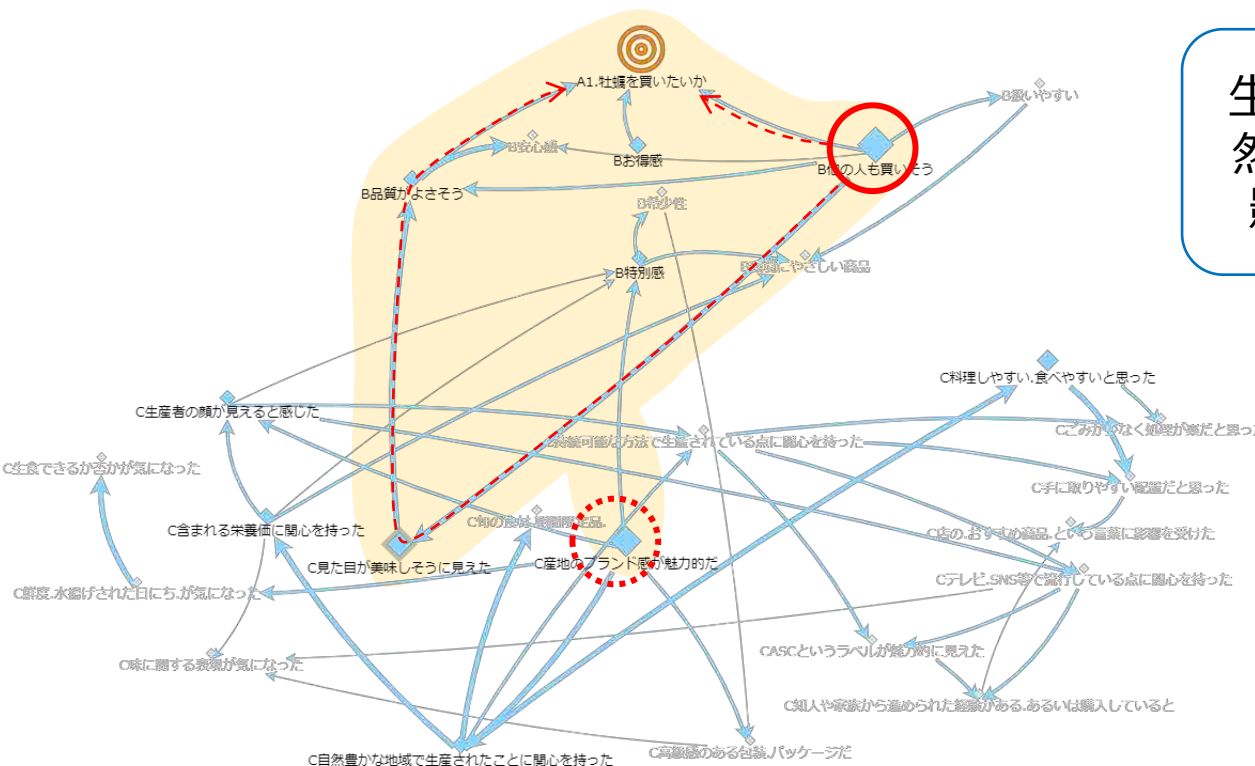 A1.牡蠣を買いたいか
B扱いやすい
生
然
B安心感
Bお得感
B他の人も買いそう
B品質がよさそう
B希少性
B特別感
B環境にやさしい商品
C料理しやすい.食べやすいと思った
C生産者の顔が見えると感じた
Cごみが少なく処理が楽だと思った
C持続可能な方法で生産されている点に関心を持った
C生食できるか否かが気になった
C手に取りやすい配置だと思った
C旬の食材.期間限定品.
C含まれる栄養価に関心を持った
C店の.おすすめ商品.という言葉に影響を受けた
C見た目が美味しそうに見えた
C産地のブランド感が魅力的だ
Cテレビ.SNS等で流行している点に関心を持った
C鮮度.水揚げされた日にち.が気になった
CASCというラベルが魅力的に見えた
C味に関する表現が気になった
C知人や家族から進められた経験がある.あるいは購入していると
C高級感のある包装.パッケージだ
C自然豊かな地域で生産されたことに関心を持った